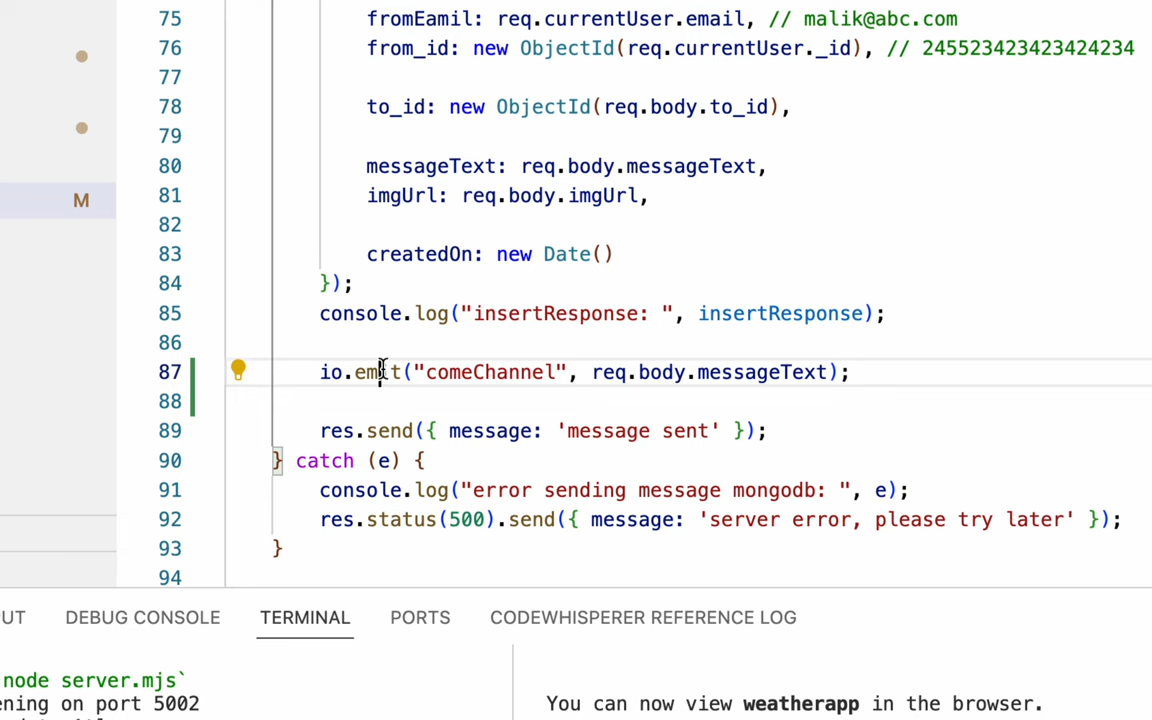 75 fromEamil: req.currentUser.email, // malik@abc.com
76 from_id: new ObjectId(req.currentUser._id), // 245523423423424234
77
78 to_id: new ObjectId(req.body.to_id),
79
80 messageText: req.body.messageText,
81 imgUrl: req.body.imgUrl,
82
83 createdOn: new Date()
84 });
85 console.log("insertResponse: ", insertResponse);
86
87 io.emit("comeChannel", req.body.messageText);
88
M
89 res.send({ message: 'message sent' });
90 } catch (e) {
91 console.log("error sending message mongodb: ", e);
92 res.status(500).send({ message: 'server error, please try later' });
93 }
94
PUT DEBUG CONSOLE TERMINAL PORTS CODEWHISPERER REFERENCE LOG
node server.mjs`
ening on port 5002
You can now view weatherapp in the browser.